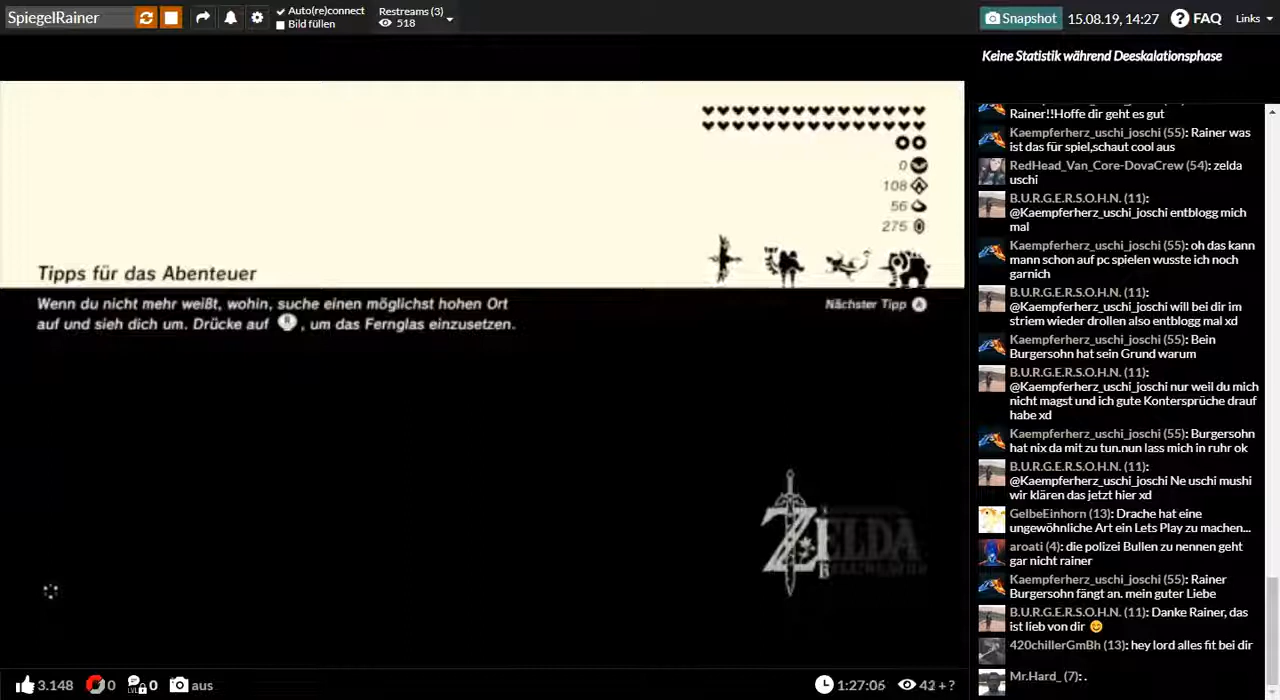 SpiegelRainer
Auto(re)connect
Bild füllen
Restreams (3)
518
Snapshot
15.08.19, 14:27
FAQ
Links
Keine Statistik während Deeskalationsphase
0
108
56
275
Tipps für das Abenteuer
Wenn du nicht mehr weißt, wohin, suche einen möglichst hohen Ort
auf und sieh dich um. Drücke auf R, um das Fernglas einzusetzen.
Nächster Tipp A
ZELDA
3.148
0
LVL
0
aus
1:27:06
42 + ?
Rainer!!Hoffe dir geht es gut
Kaempferherz_uschi_joschi (55): Rainer was
ist das für spiel,schaut cool aus
RedHead_Van_Core-DovaCrew (54): zelda
uschi
B.U.R.G.E.R.S.O.H.N. (11):
@Kaempferherz_uschi_joschi entblogg mich
mal
Kaempferherz_uschi_joschi (55): oh das kann
mann schon auf pc spielen wusste ich noch
garnich
B.U.R.G.E.R.S.O.H.N. (11):
@Kaempferherz_uschi_joschi will bei dir im
striem wieder drollen also entblogg mal xd
Kaempferherz_uschi_joschi (55): Bein
Burgersohn hat sein Grund warum
B.U.R.G.E.R.S.O.H.N. (11):
@Kaempferherz_uschi_joschi nur weil du mich
nicht magst und ich gute Kontersprüche drauf
habe xd
Kaempferherz_uschi_joschi (55): Burgersohn
hat nix da mit zu tun.nun lass mich in ruhr ok
B.U.R.G.E.R.S.O.H.N. (11):
@Kaempferherz_uschi_joschi Ne uschi mushi
wir klären das jetzt hier xd
GelbeEinhorn (13): Drache hat eine
ungewöhnliche Art ein Lets Play zu machen...
aroati (4): die polizei Bullen zu nennen geht
gar nicht rainer
Kaempferherz_uschi_joschi (55): Rainer
Burgersohn fängt an. mein guter Liebe
B.U.R.G.E.R.S.O.H.N. (11): Danke Rainer, das
ist lieb von dir 😊
420chillerGmBh (13): hey lord alles fit bei dir
Mr.Hard_ (7): .